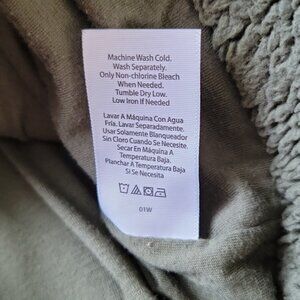 Machine Wash Cold.
Wash Separately.
Only Non-chlorine Bleach
When Needed.
Tumble Dry Low.
Low Iron If Needed
Lavar A Máquina Con Agua
Fría. Lavar Separadamente.
Usar Solamente Blanqueador
Sin Cloro Cuando Se Necesite.
Secar En Máquina A
Temperatura Baja.
Planchar A Temperatura Baja
Si Se Necesita
01W